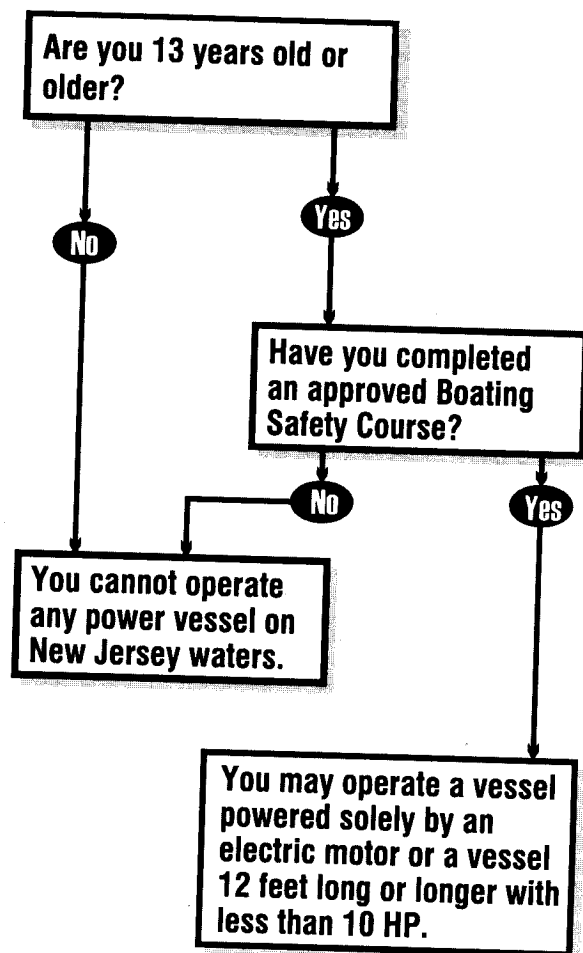 Are you 13 years old or
older?
No
Yes
Have you completed
an approved Boating
Safety Course?
No
Yes
You cannot operate
any power vessel on
New Jersey waters.
You may operate a vessel
powered solely by an
electric motor or a vessel
12 feet long or longer with
less than 10 HP.